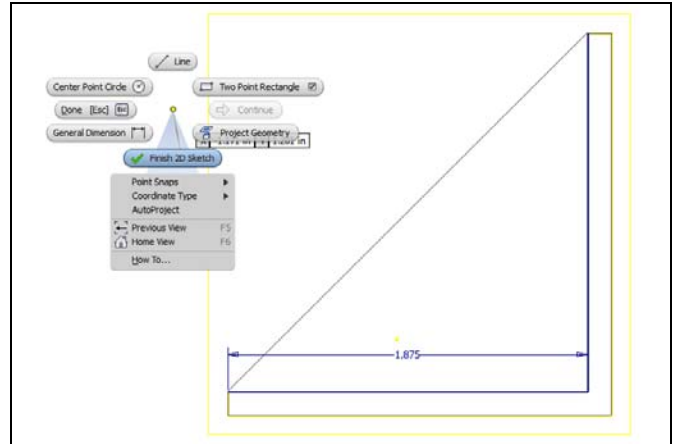 Line
Center Point Circle
Two Point Rectangle
Done [Esc]
Continue
General Dimension
Project Geometry
Finish 2D Sketch
Point Snaps
Coordinate Type
AutoProject
Previous View F5
Home View F6
How To...
1.875